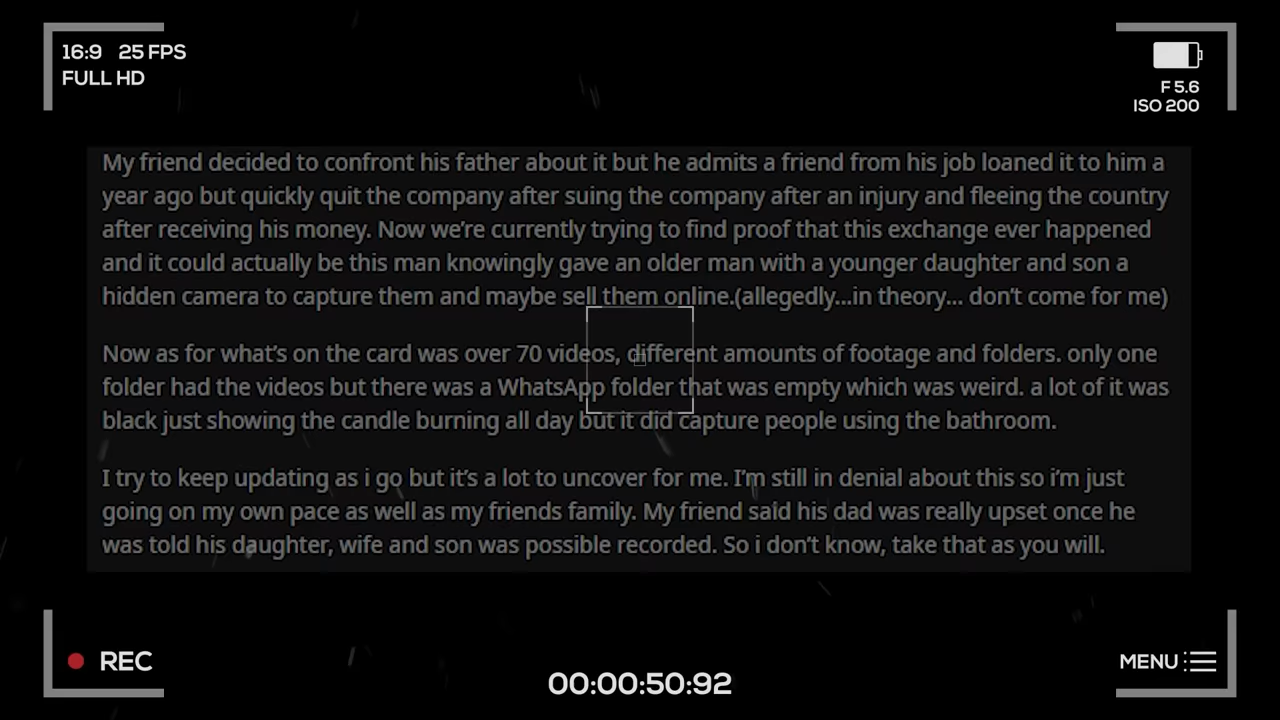 16:9 25 FPS
FULL HD
F 5.6
ISO 200
My friend decided to confront his father about it but he admits a friend from his job loaned it to him a
year ago but quickly quit the company after suing the company after an injury and fleeing the country
after receiving his money. Now we're currently trying to find proof that this exchange ever happened
and it could actually be this man knowingly gave an older man with a younger daughter and son a
hidden camera to capture them and maybe sell them online.(allegedly...in theory... don't come for me)
Now as for what's on the card was over 70 videos, different amounts of footage and folders. only one
folder had the videos but there was a WhatsApp folder that was empty which was weird. a lot of it was
black just showing the candle burning all day but it did capture people using the bathroom.
I try to keep updating as i go but it's a lot to uncover for me. I'm still in denial about this so i'm just
going on my own pace as well as my friends family. My friend said his dad was really upset once he
was told his daughter, wife and son was possible recorded. So i don't know, take that as you will.
REC
00:00:50:92
MENU